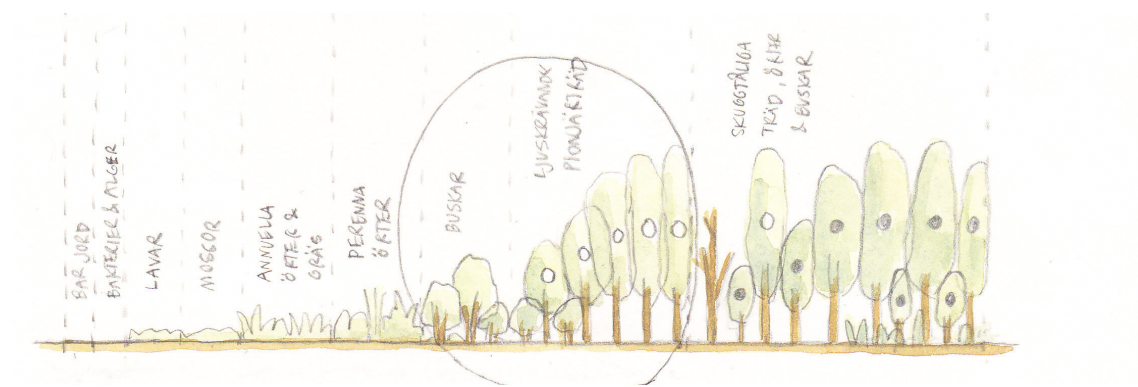 BAR JORD
BAKTERIER & ALGER
LAVAR
MOSSOR
ANNUELLA
ÖRTER &
GRÄS
PERENNA
ÖRTER
BUSKAR
LJUSKRÄVANDE
PIONJÄRTRÄD
SKUGGTÅLIGA
TRÄD, ÖRTER
& BUSKAR